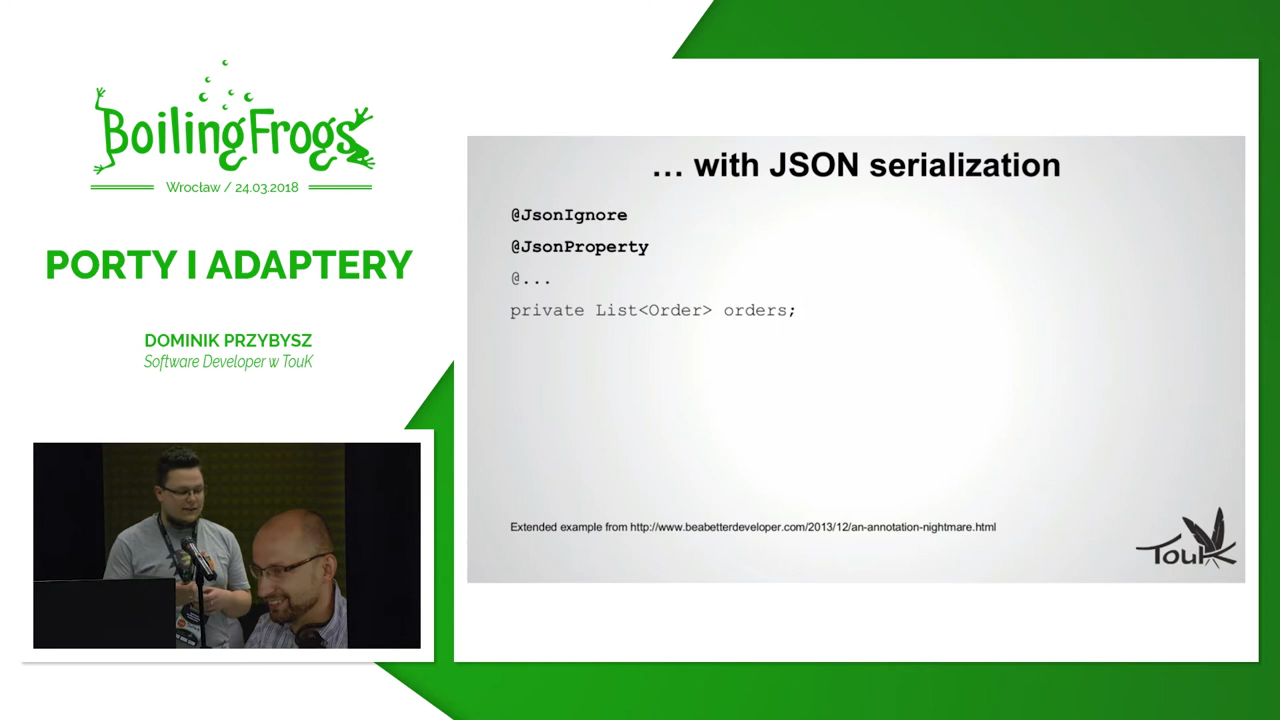 BoilingFrogs
Wrocław / 24.03.2018
PORTY I ADAPTERY
DOMINIK PRZYBYSZ
Software Developer w TouK
... with JSON serialization
@JsonIgnore
@JsonProperty
@...
private List<Order> orders;
Extended example from http://www.beabetterdeveloper.com/2013/12/an-annotation-nightmare.html
TouK